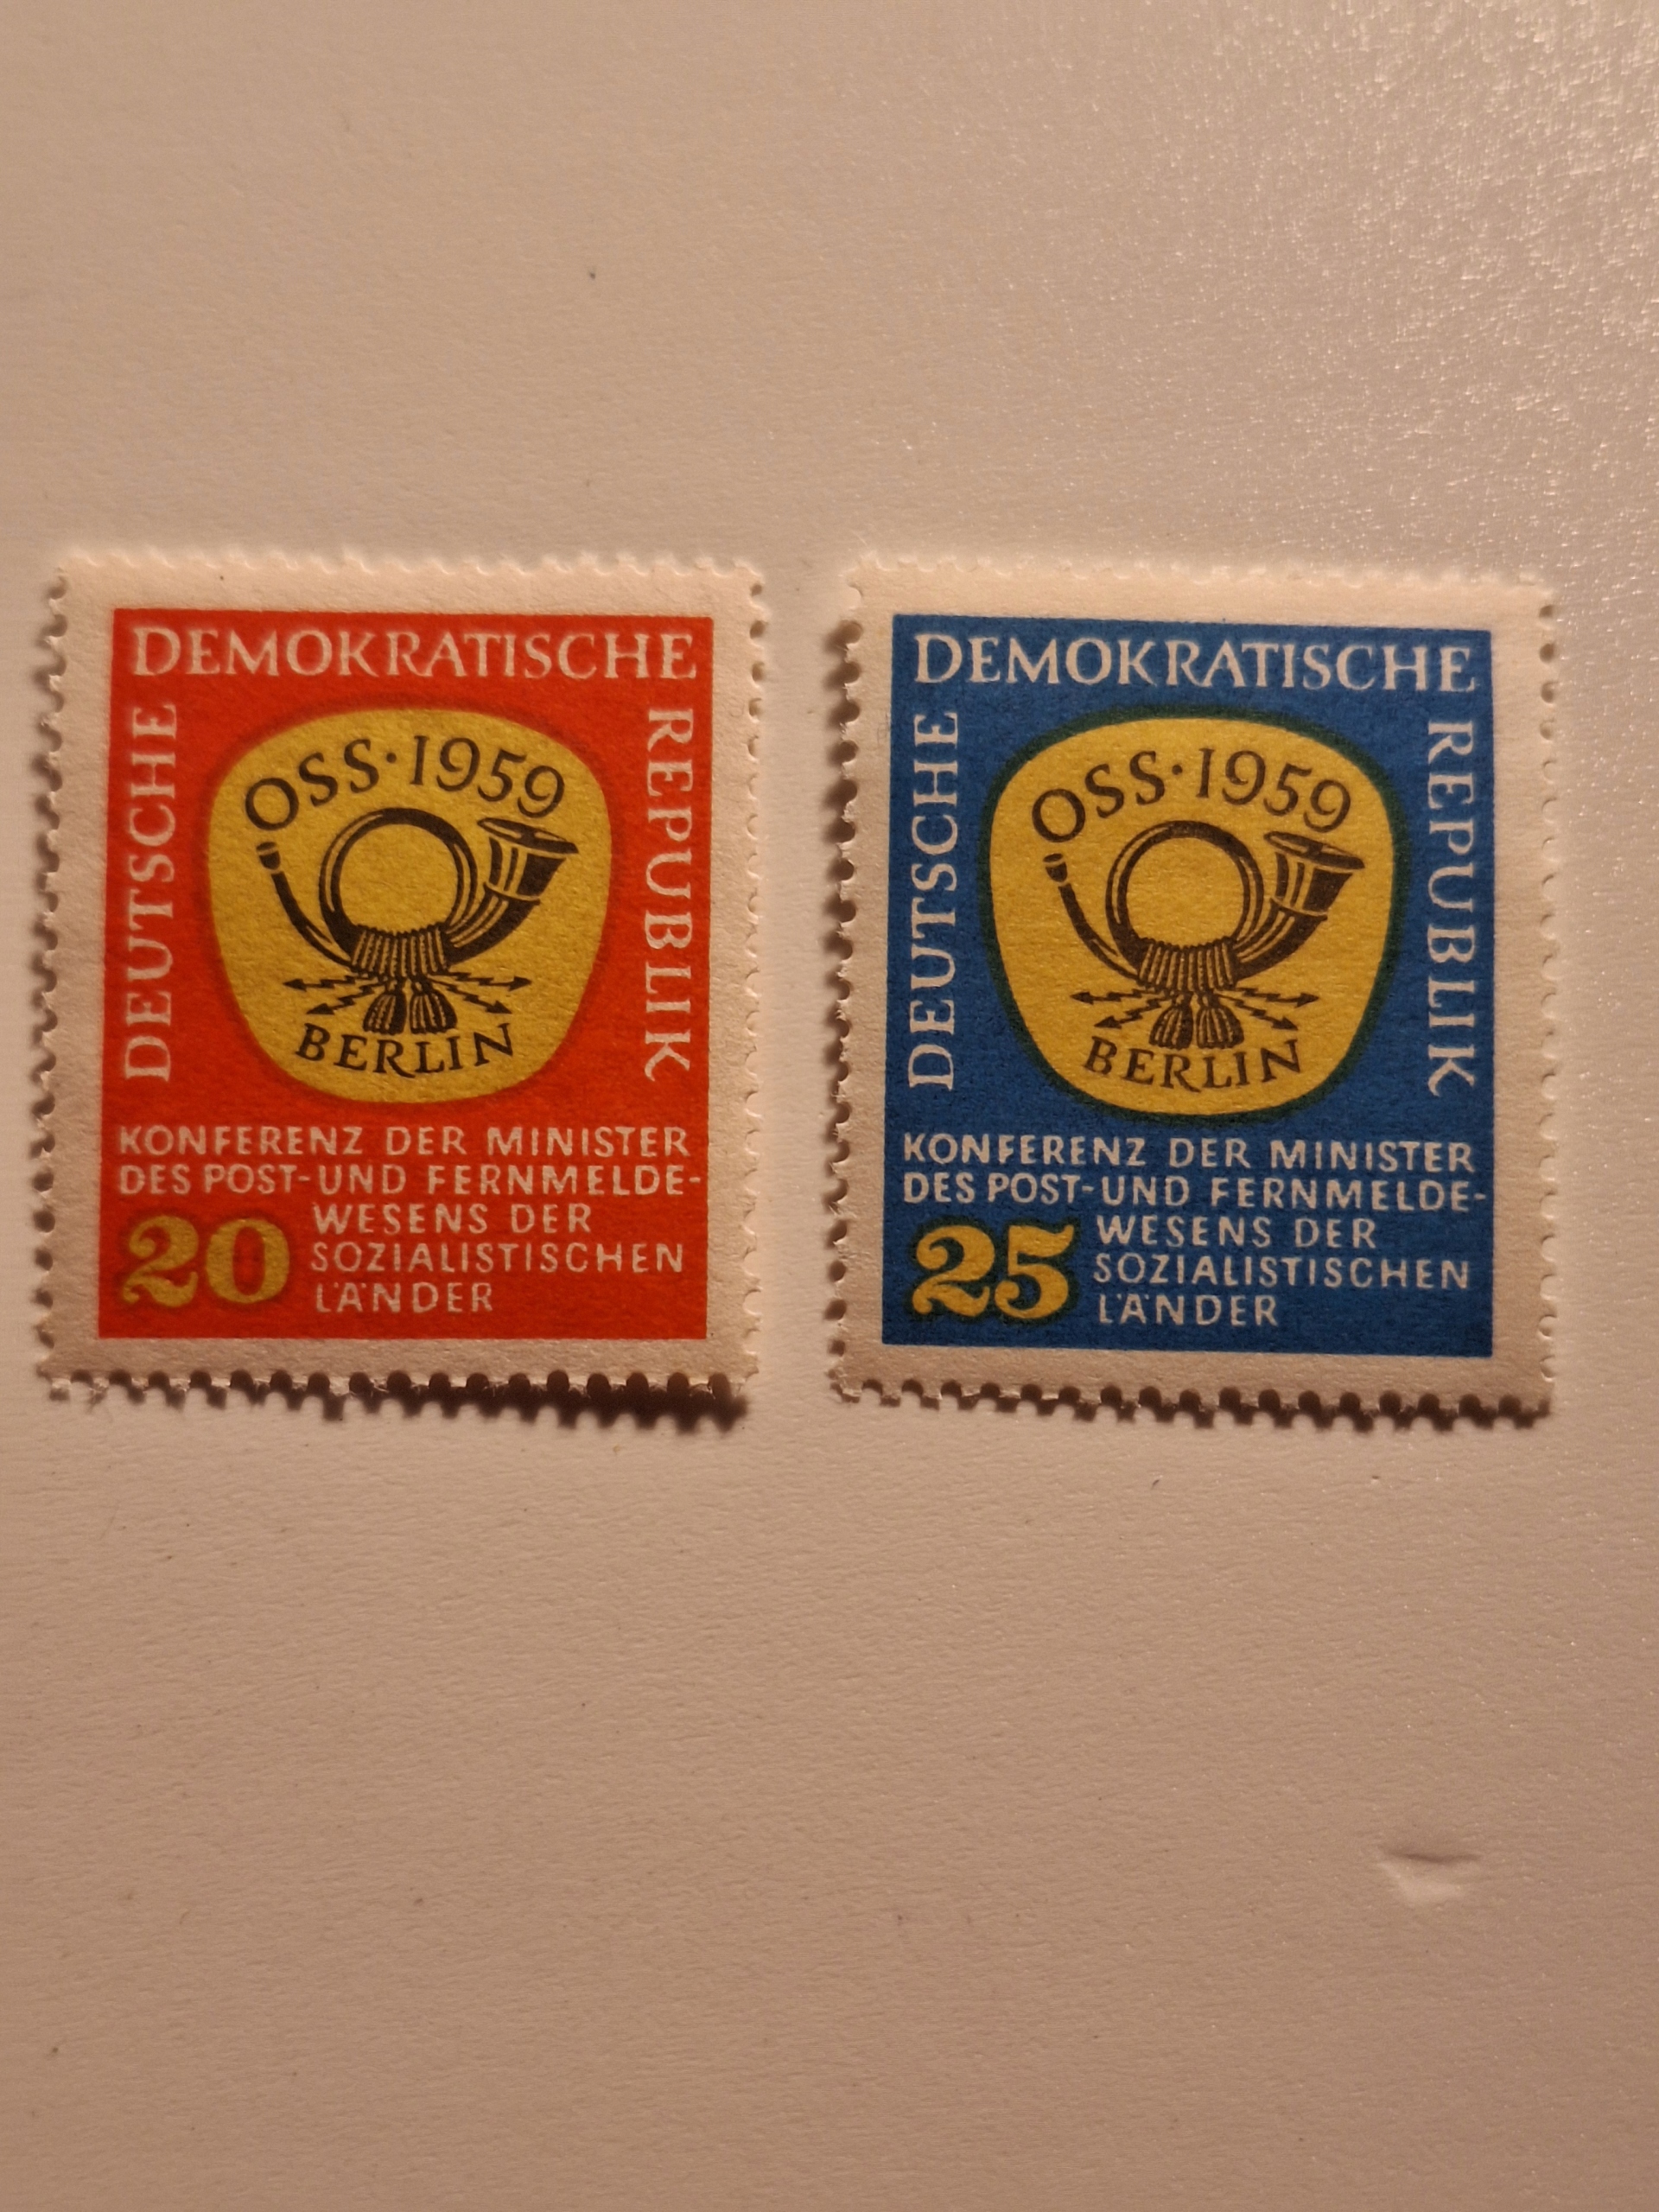 DEUTSCHE
DEMOKRATISCHE
REPUBLIK
OSS·1959
BERLIN
KONFERENZ DER MINISTER
DES POST-UND FERNMELDE-
WESENS DER
SOZIALISTISCHEN
LÄNDER
20
DEUTSCHE
DEMOKRATISCHE
REPUBLIK
OSS·1959
BERLIN
KONFERENZ DER MINISTER
DES POST-UND FERNMELDE-
WESENS DER
SOZIALISTISCHEN
LÄNDER
25